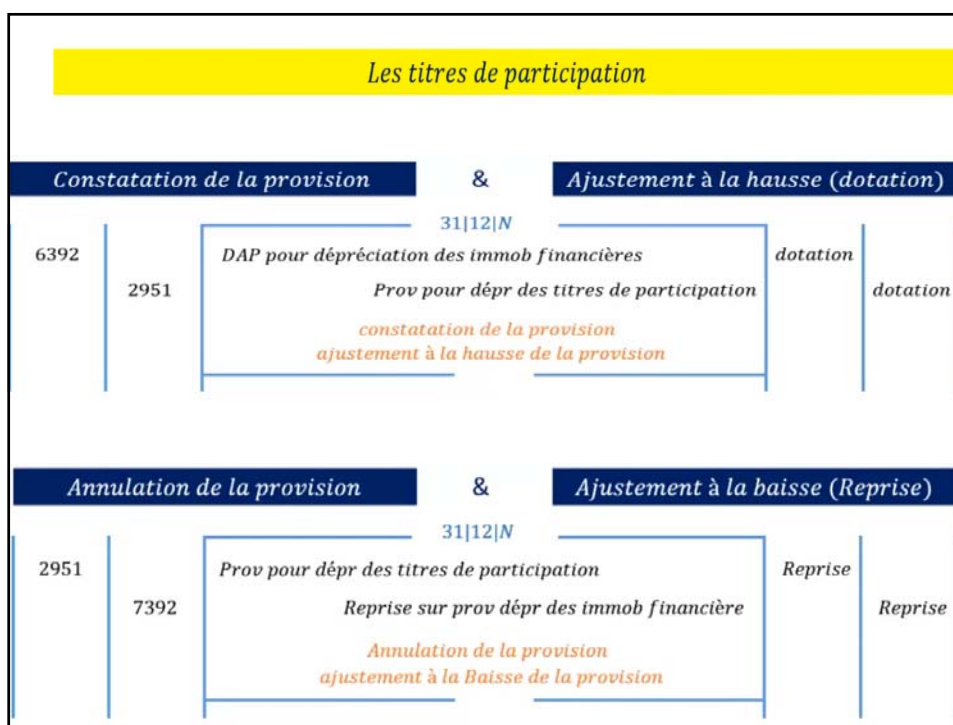 Les titres de participation
Constatation de la provision & Ajustement à la hausse (dotation)
31|12|N
6392 DAP pour dépréciation des immob financières dotation
2951 Prov pour dépr des titres de participation dotation
constatation de la provision
ajustement à la hausse de la provision
Annulation de la provision & Ajustement à la baisse (Reprise)
31|12|N
2951 Prov pour dépr des titres de participation Reprise
7392 Reprise sur prov dépr des immob financière Reprise
Annulation de la provision
ajustement à la Baisse de la provision